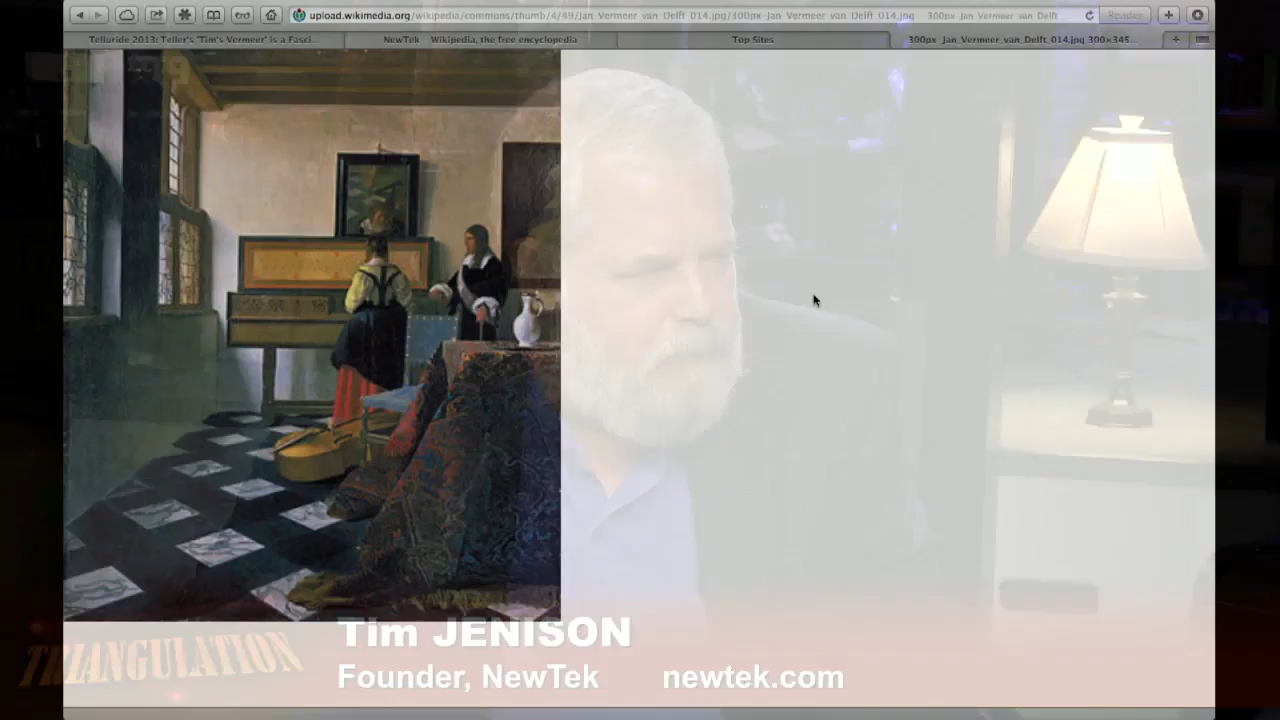 upload.wikimedia.org/wikipedia/commons/thumb/4/49/Jan_Vermeer_van_Delft_014.jpg/300px-Jan_Vermeer_van_Delft_014.jpg
300px-Jan_Vermeer_van_Delft
Reader
Telluride 2013: Teller's "Tim's Vermeer" is a Fasci...
NewTek - Wikipedia, the free encyclopedia
Top Sites
300px-Jan_Vermeer_van_Delft_014.jpg 300×345...
Tim JENISON
TRIANGULATION
Founder, NewTek newtek.com